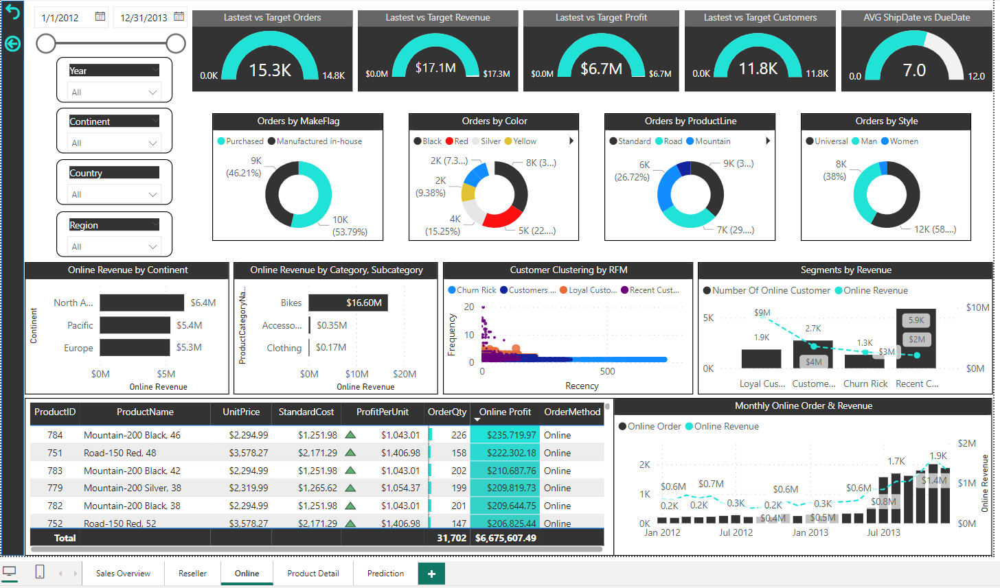 1/1/2012
12/31/2013
Year
All
Continent
All
Country
All
Region
All
Lastest vs Target Orders
15.3K
0.0K
14.8K
Lastest vs Target Revenue
$17.1M
$0.0M
$17.3M
Lastest vs Target Profit
$6.7M
$0.0M
$6.7M
Lastest vs Target Customers
11.8K
0.0K
11.8K
AVG ShipDate vs DueDate
7.0
0.0
12.0
Orders by MakeFlag
Purchased Manufactured in-house
9K
(46.21%)
10K
(53.79%)
Orders by Color
Black Red Silver Yellow
2K (7.3...)
8K (3...)
2K
(9.38%)
4K
(15.25%)
5K (22....)
Orders by ProductLine
Standard Road Mountain
6K
(26.72%)
9K (3...)
7K (29....)
Orders by Style
Universal Man Women
8K
(38%)
12K (58....)
Online Revenue by Continent
Continent
North A... $6.4M
Pacific $5.4M
Europe $5.3M
$0M $5M
Online Revenue
Online Revenue by Category, Subcategory
ProductCategoryNa...
Bikes $16.60M
Accesso... $0.35M
Clothing $0.17M
$0M $10M $20M
Online Revenue
Customer Clustering by RFM
Churn Rick Customers ... Loyal Custo... Recent Cust...
Frequency
20
10
0
0 500
Recency
Segments by Revenue
Number Of Online Customer Online Revenue
5K
0K
$10M
$0M
$9M
1.9K
2.7K
$4M
1.3K
$3M
5.9K
$2M
Loyal Cus... Custome... Churn Rick Recent C...
ProductID ProductName UnitPrice StandardCost ProfitPerUnit OrderQty Online Profit OrderMethod
784 Mountain-200 Black, 46 $2,294.99 $1,251.98 $1,043.01 226 $235,719.97 Online
751 Road-150 Red, 48 $3,578.27 $2,171.29 $1,406.98 158 $222,302.18 Online
783 Mountain-200 Black, 42 $2,294.99 $1,251.98 $1,043.01 202 $210,687.76 Online
779 Mountain-200 Silver, 38 $2,319.99 $1,265.62 $1,054.37 199 $209,819.73 Online
782 Mountain-200 Black, 38 $2,294.99 $1,251.98 $1,043.01 201 $209,644.75 Online
752 Road-150 Red, 52 $3,578.27 $2,171.29 $1,406.98 147 $206,825.44 Online
Total 31,702 $6,675,607.49
Monthly Online Order & Revenue
Online Order Online Revenue
2K
1K
0K
$2M
$1M
$0M
Online Revenue
$0.6M
$0.7M
$0.6M
$0.6M
1.7K
1.9K
$1.4M
0.2K
0.2K
0.3K
0.2K
0.3K
$0.8M
$0.4M
$0.5M
Jan 2012 Jul 2012 Jan 2013 Jul 2013
Sales Overview Reseller Online Product Detail Prediction +